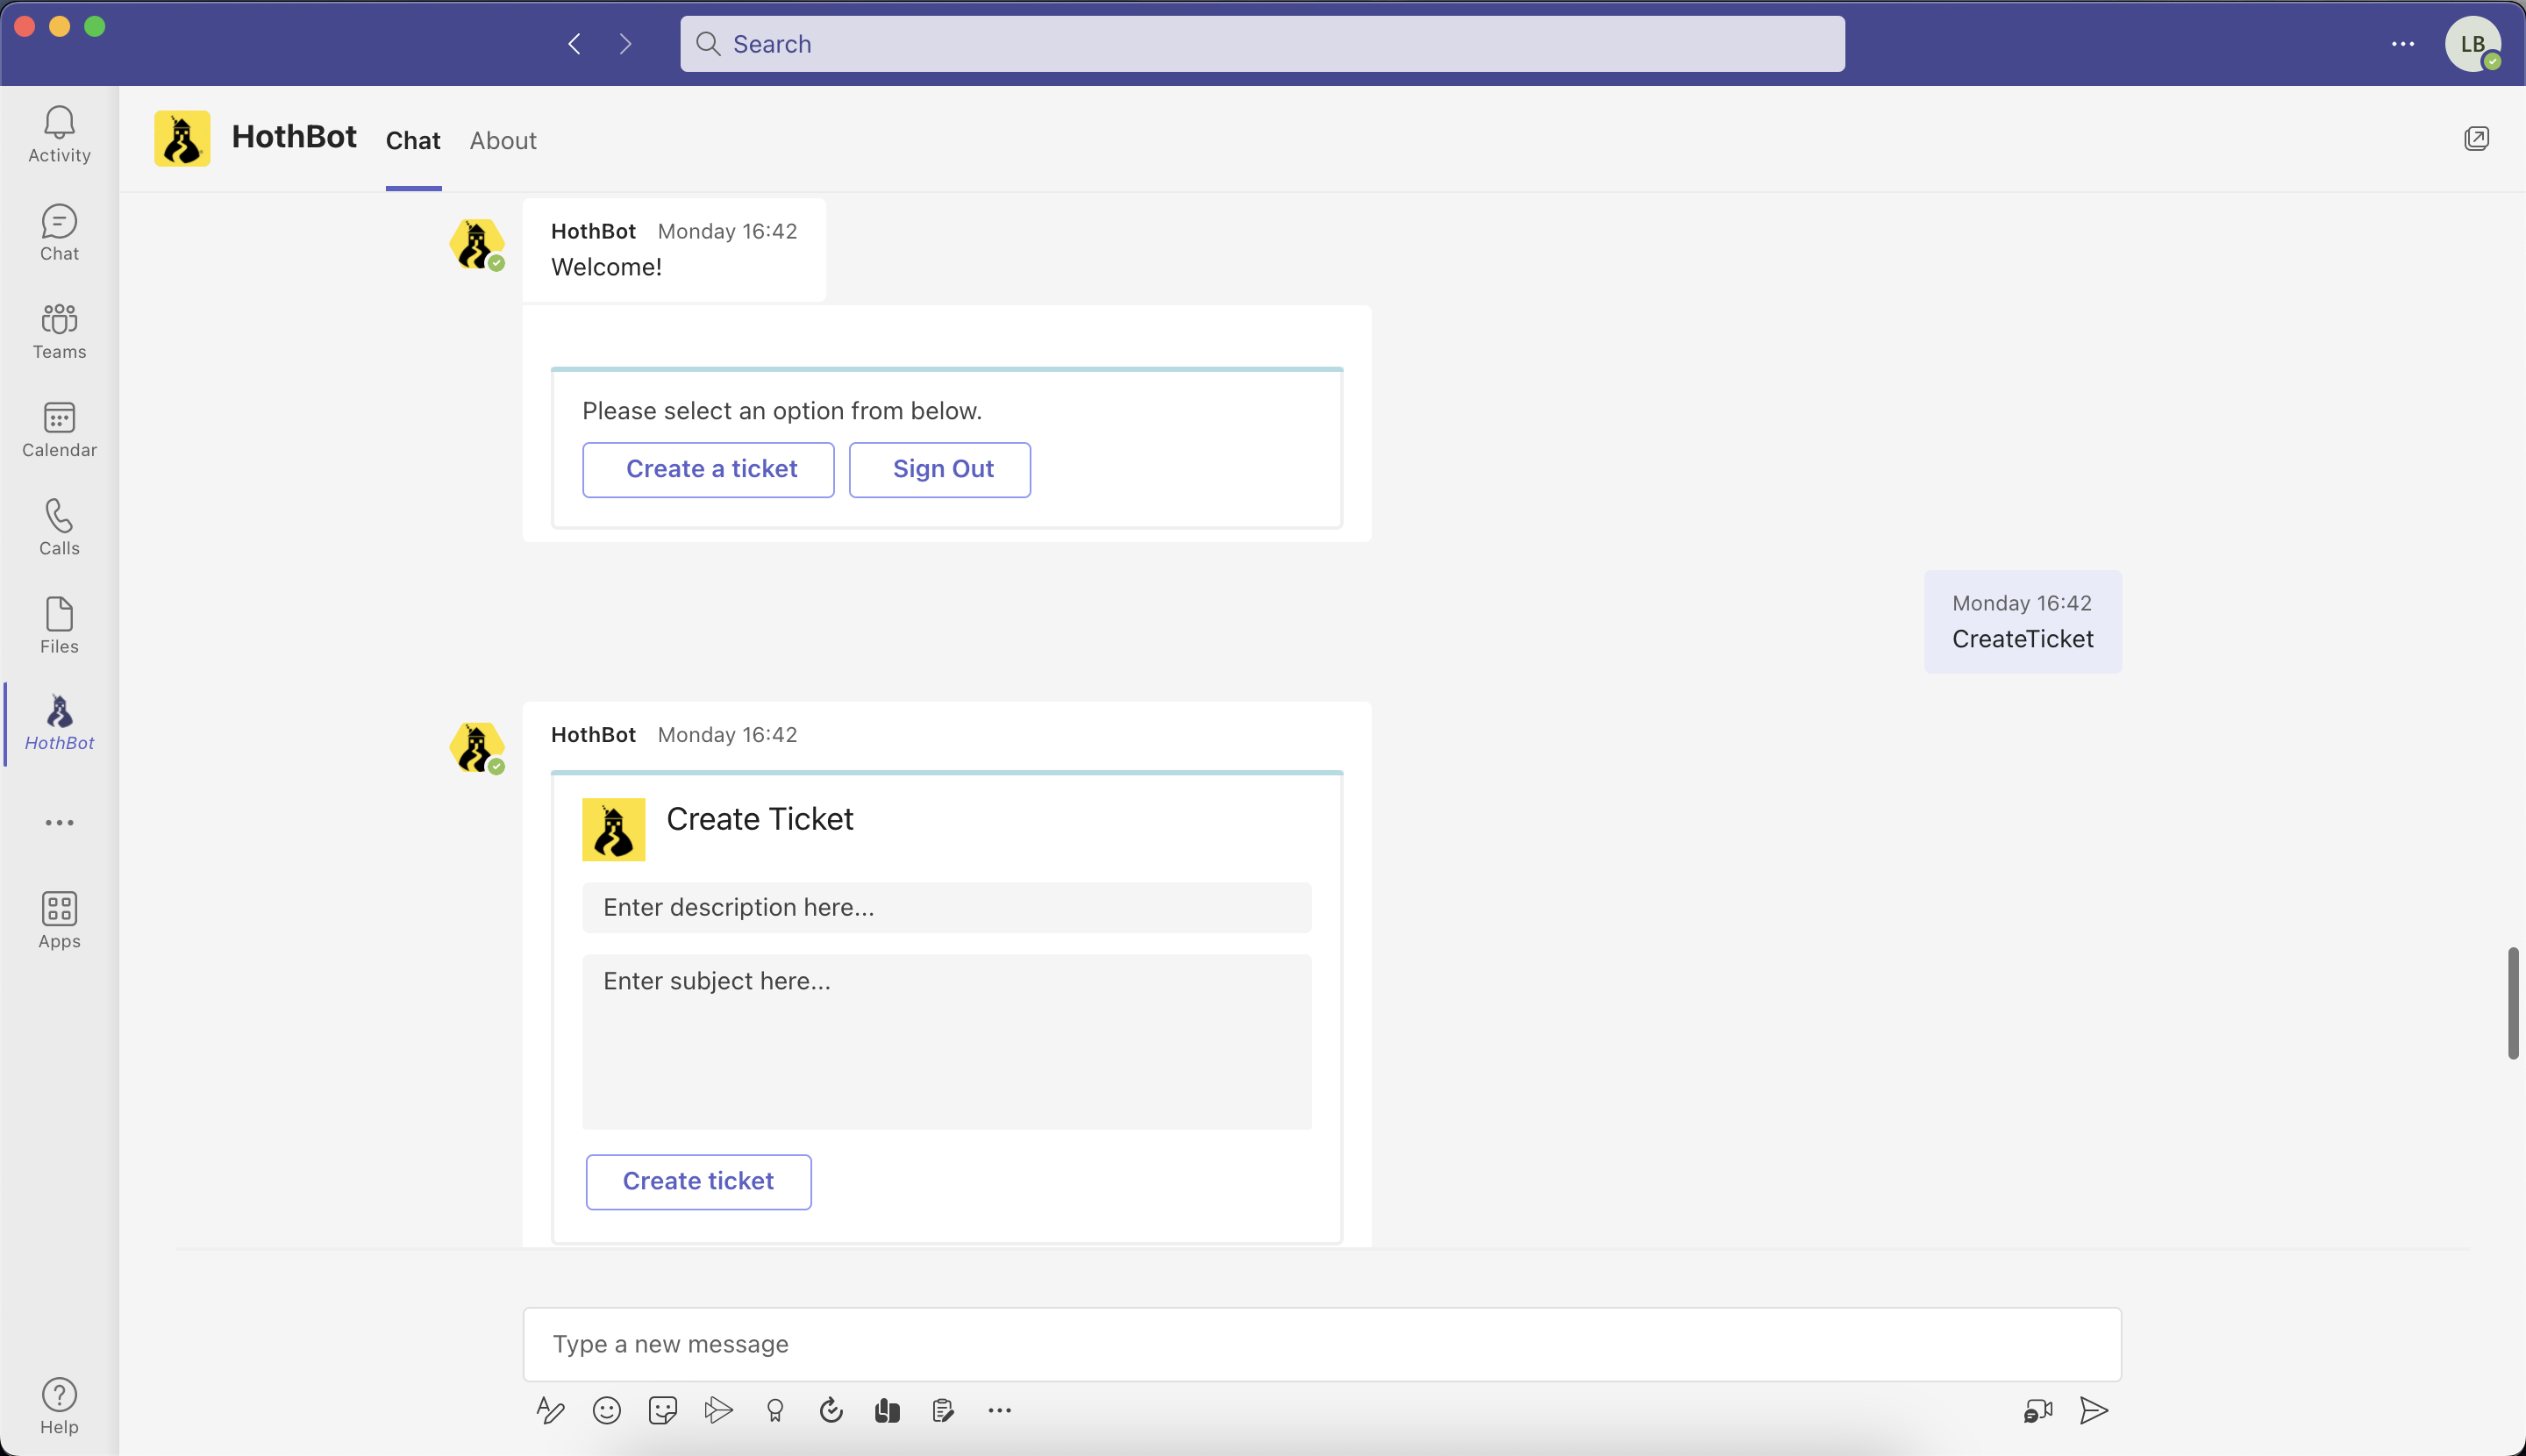 Search
LB
Activity
Chat
Teams
Calendar
Calls
Files
HothBot
Apps
Help
HothBot Chat About
HothBot Monday 16:42
Welcome!
Please select an option from below.
Create a ticket Sign Out
Monday 16:42
CreateTicket
HothBot Monday 16:42
Create Ticket
Enter description here...
Enter subject here...
Create ticket
Type a new message